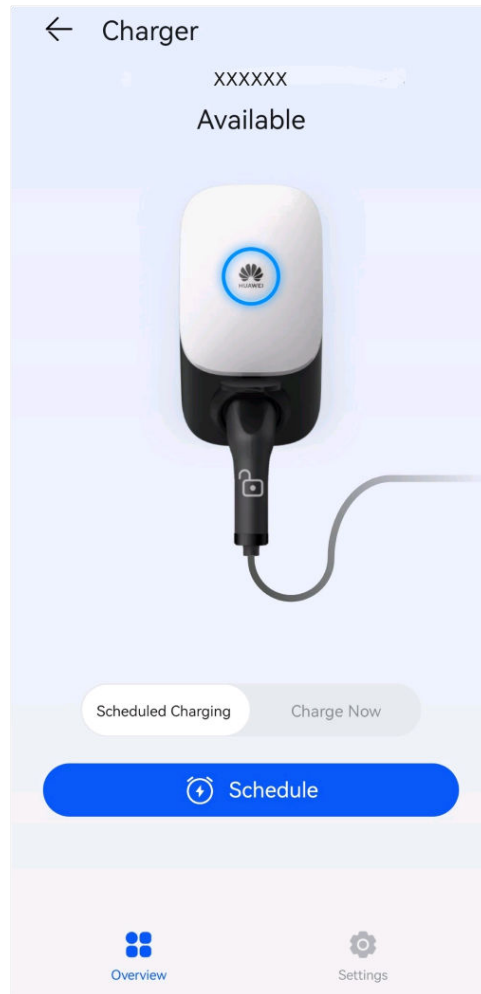 Charger
XXXXXX
Available
HUAWEI
Scheduled Charging
Charge Now
Schedule
Overview
Settings